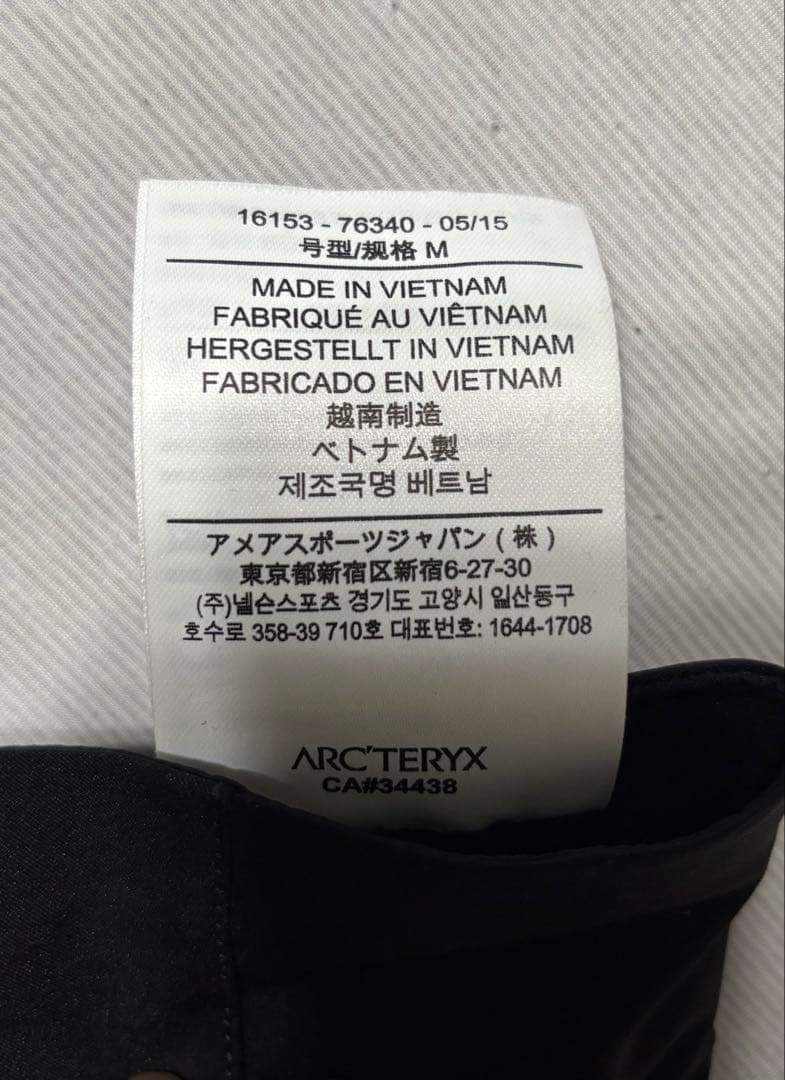 16153 - 76340 - 05/15
号型/规格 M
MADE IN VIETNAM
FABRIQUÉ AU VIÊTNAM
HERGESTELLT IN VIETNAM
FABRICADO EN VIETNAM
越南制造
ベトナム製
제조국명 베트남
アメアスポーツジャパン ( 株 )
東京都新宿区新宿6-27-30
(주)넬슨스포츠 경기도 고양시 일산동구
호수로 358-39 710호 대표번호: 1644-1708
ARC'TERYX
CA#34438